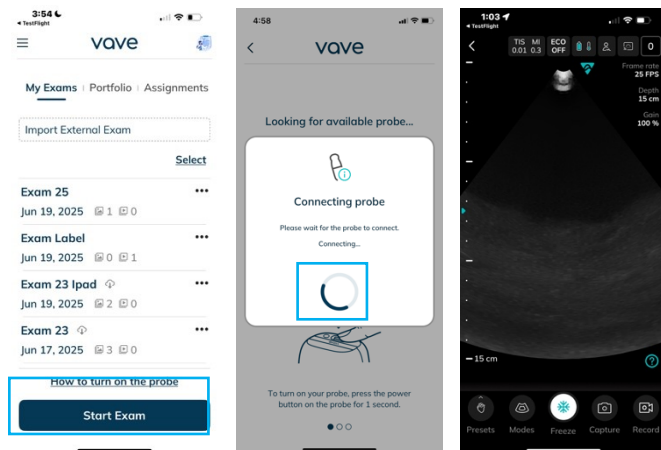 3:54
◄ TestFlight
vave
My Exams
Portfolio
Assignments
Import External Exam
Select
Exam 25
Jun 19, 2025 1 0
Exam Label
Jun 19, 2025 0 1
Exam 23 Ipad
Jun 19, 2025 2 0
Exam 23
Jun 17, 2025 3 0
How to turn on the probe
Start Exam
4:58
vave
Looking for available probe...
Connecting probe
Please wait for the probe to connect.
Connecting...
To turn on your probe, press the power
button on the probe for 1 second.
1:03
◄ TestFlight
TIS MI
0.01 0.3
ECO
OFF
0
Frame rate
25 FPS
Depth
15 cm
Gain
100 %
15 cm
Presets
Modes
Freeze
Capture
Record